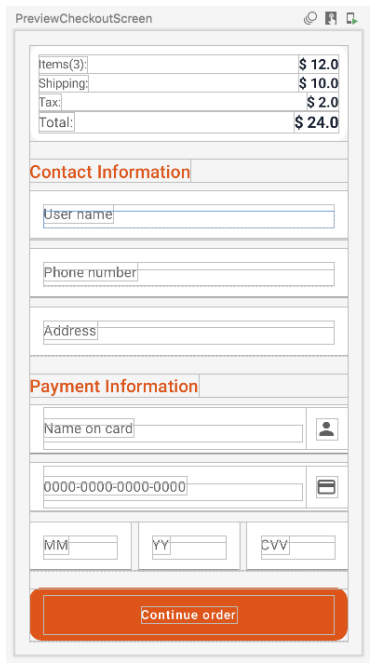 PreviewCheckoutScreen
Items(3): $ 12.0
Shipping: $ 10.0
Tax: $ 2.0
Total: $ 24.0
Contact Information
User name
Phone number
Address
Payment Information
Name on card
0000-0000-0000-0000
MM YY CVV
Continue order